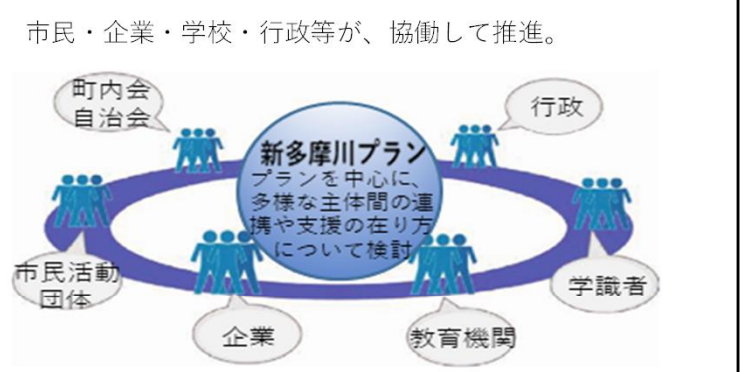 市民・企業・学校・行政等が、協働して推進。
町内会
自治会
行政
新多摩川プラン
プランを中心に、
多様な主体間の連
携や支援の在り方
について検討
市民活動
団体
学識者
企業
教育機関